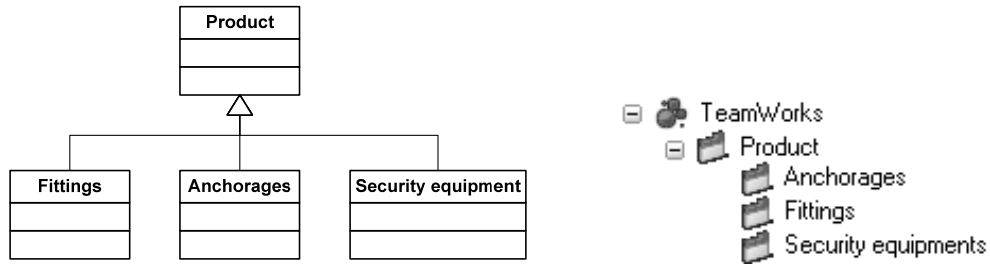 Product
Fittings
Anchorages
Security equipment
TeamWorks
Product
Anchorages
Fittings
Security equipments